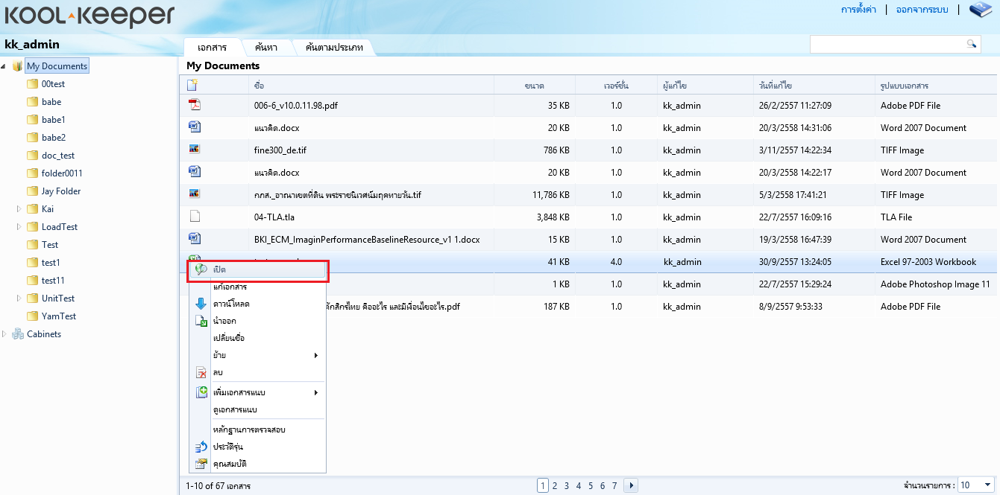 KOOL-KEEPER
การตั้งค่า | ออกจากระบบ |
kk_admin
เอกสาร ค้นหา ค้นตามประเภท
My Documents
00test
babe
babe1
babe2
doc_test
folder0011
Jay Folder
Kai
LoadTest
Test
test1
test11
UnitTest
YamTest
Cabinets
My Documents
ชื่อ ขนาด เวอร์ชั่น ผู้แก้ไข วันที่แก้ไข รูปแบบเอกสาร
006-6_v10.0.11.98.pdf 35 KB 1.0 kk_admin 26/2/2557 11:27:09 Adobe PDF File
แนวคิด.docx 20 KB 1.0 kk_admin 20/3/2558 14:31:06 Word 2007 Document
fine300_de.tif 786 KB 1.0 kk_admin 3/11/2557 14:22:34 TIFF Image
แนวคิด.docx 20 KB 1.0 kk_admin 20/3/2558 14:22:17 Word 2007 Document
กกส._อาณาเขตที่ดิน พระราชนิเวศน์มฤคทายวัน.tif 11,786 KB 1.0 kk_admin 5/3/2558 17:41:21 TIFF Image
04-TLA.tla 3,848 KB 1.0 kk_admin 22/7/2557 16:09:16 TLA File
BKI_ECM_ImaginPerformanceBaselineResource_v1 1.docx 15 KB 1.0 kk_admin 19/3/2558 16:47:39 Word 2007 Document
41 KB 4.0 kk_admin 30/9/2557 13:24:05 Excel 97-2003 Workbook
1 KB 1.0 kk_admin 22/7/2557 15:29:24 Adobe Photoshop Image 11
คืออะไร และมีเงื่อนไขอะไร.pdf 187 KB 1.0 kk_admin 8/9/2557 9:53:33 Adobe PDF File
เปิด
แก้เอกสาร
ดาวน์โหลด
นำออก
เปลี่ยนชื่อ
ย้าย
ลบ
เพิ่มเอกสารแนบ
ดูเอกสารแนบ
หลักฐานการตรวจสอบ
ประวัติรุ่น
คุณสมบัติ
1-10 of 67 เอกสาร 1 2 3 4 5 6 7 จำนวนรายการ : 10